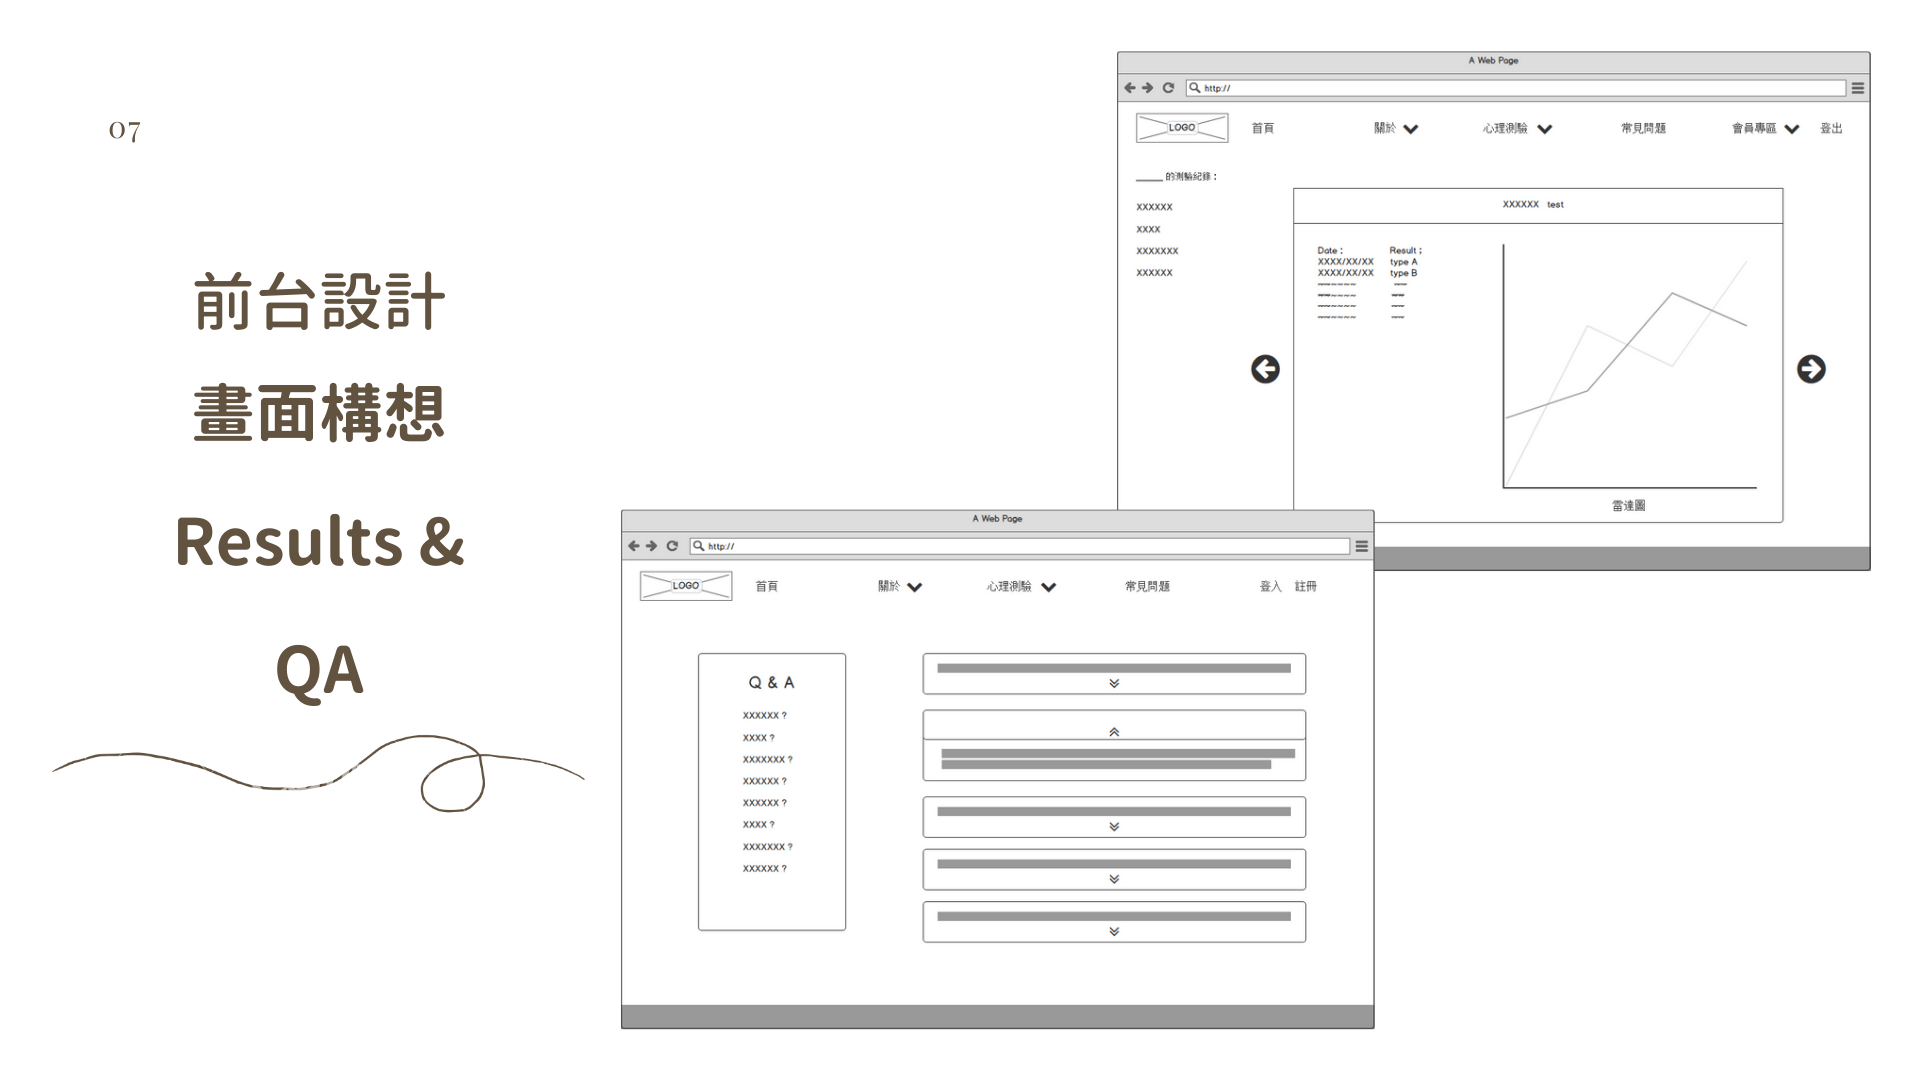 07
前台設計
畫面構想
Results &
QA
A Web Page
http://
LOGO 首頁 關於 心理測驗 常見問題 會員專區 登出
_____ 的測驗紀錄：
XXXXXX
XXXX
XXXXXXX
XXXXXX
XXXXXX test
Date : Result ;
XXXX/XX/XX type A
XXXX/XX/XX type B
雷達圖
A Web Page
http://
LOGO 首頁 關於 心理測驗 常見問題 登入 註冊
Q & A
XXXXXX ?
XXXX ?
XXXXXXX ?
XXXXXX ?
XXXXXX ?
XXXX ?
XXXXXXX ?
XXXXXX ?